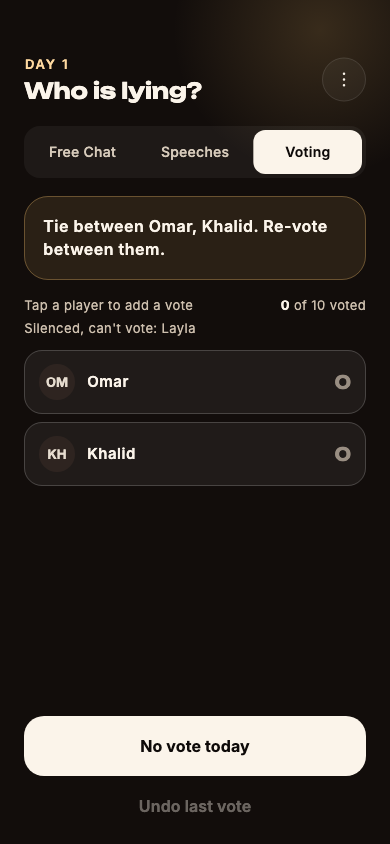 DAY 1
Who is lying?
Free Chat
Speeches
Voting
Tie between Omar, Khalid. Re-vote
between them.
Tap a player to add a vote
0 of 10 voted
Silenced, can't vote: Layla
OM
Omar
0
KH
Khalid
0
No vote today
Undo last vote